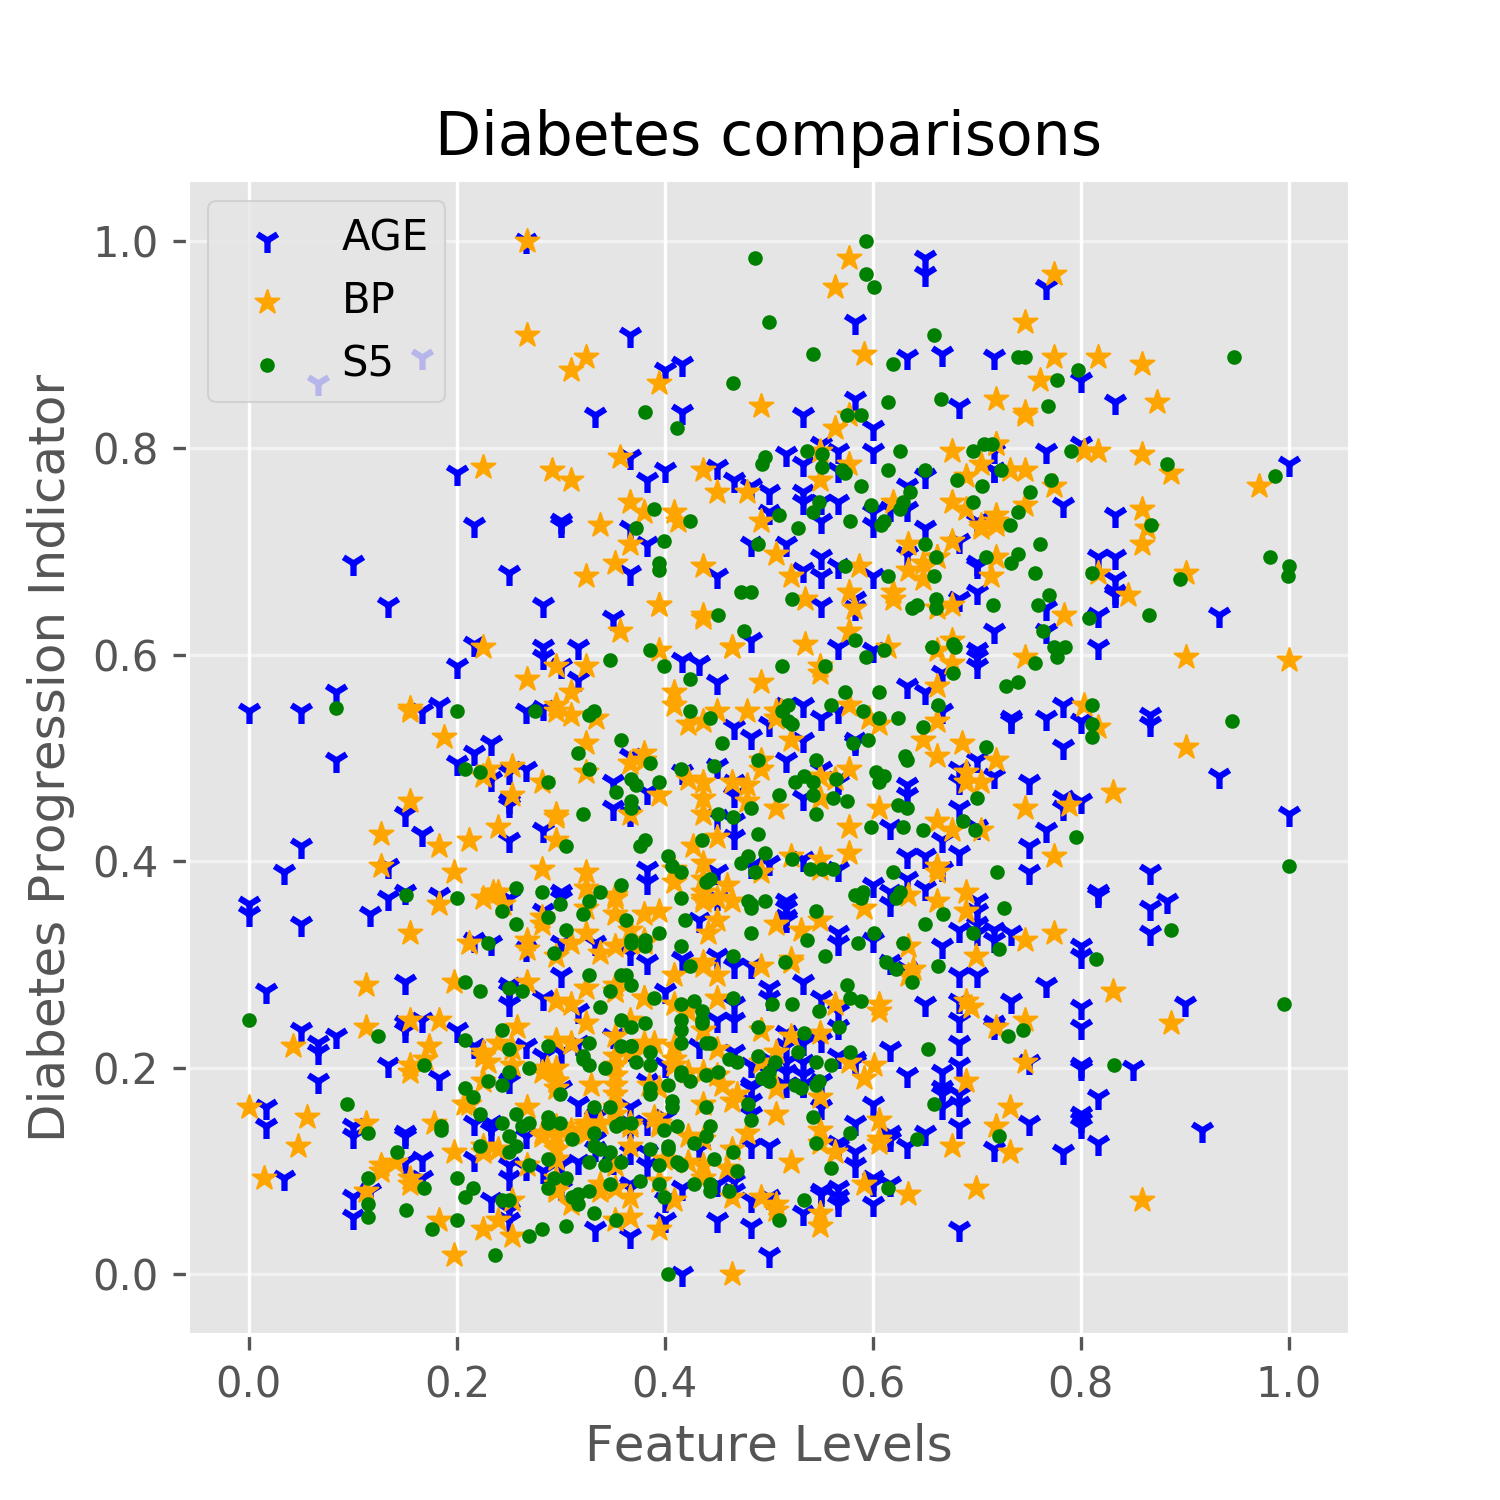 Diabetes comparisons
AGE
BP
S5
Diabetes Progression Indicator
1.0
0.8
0.6
0.4
0.2
0.0
0.0 0.2 0.4 0.6 0.8 1.0
Feature Levels